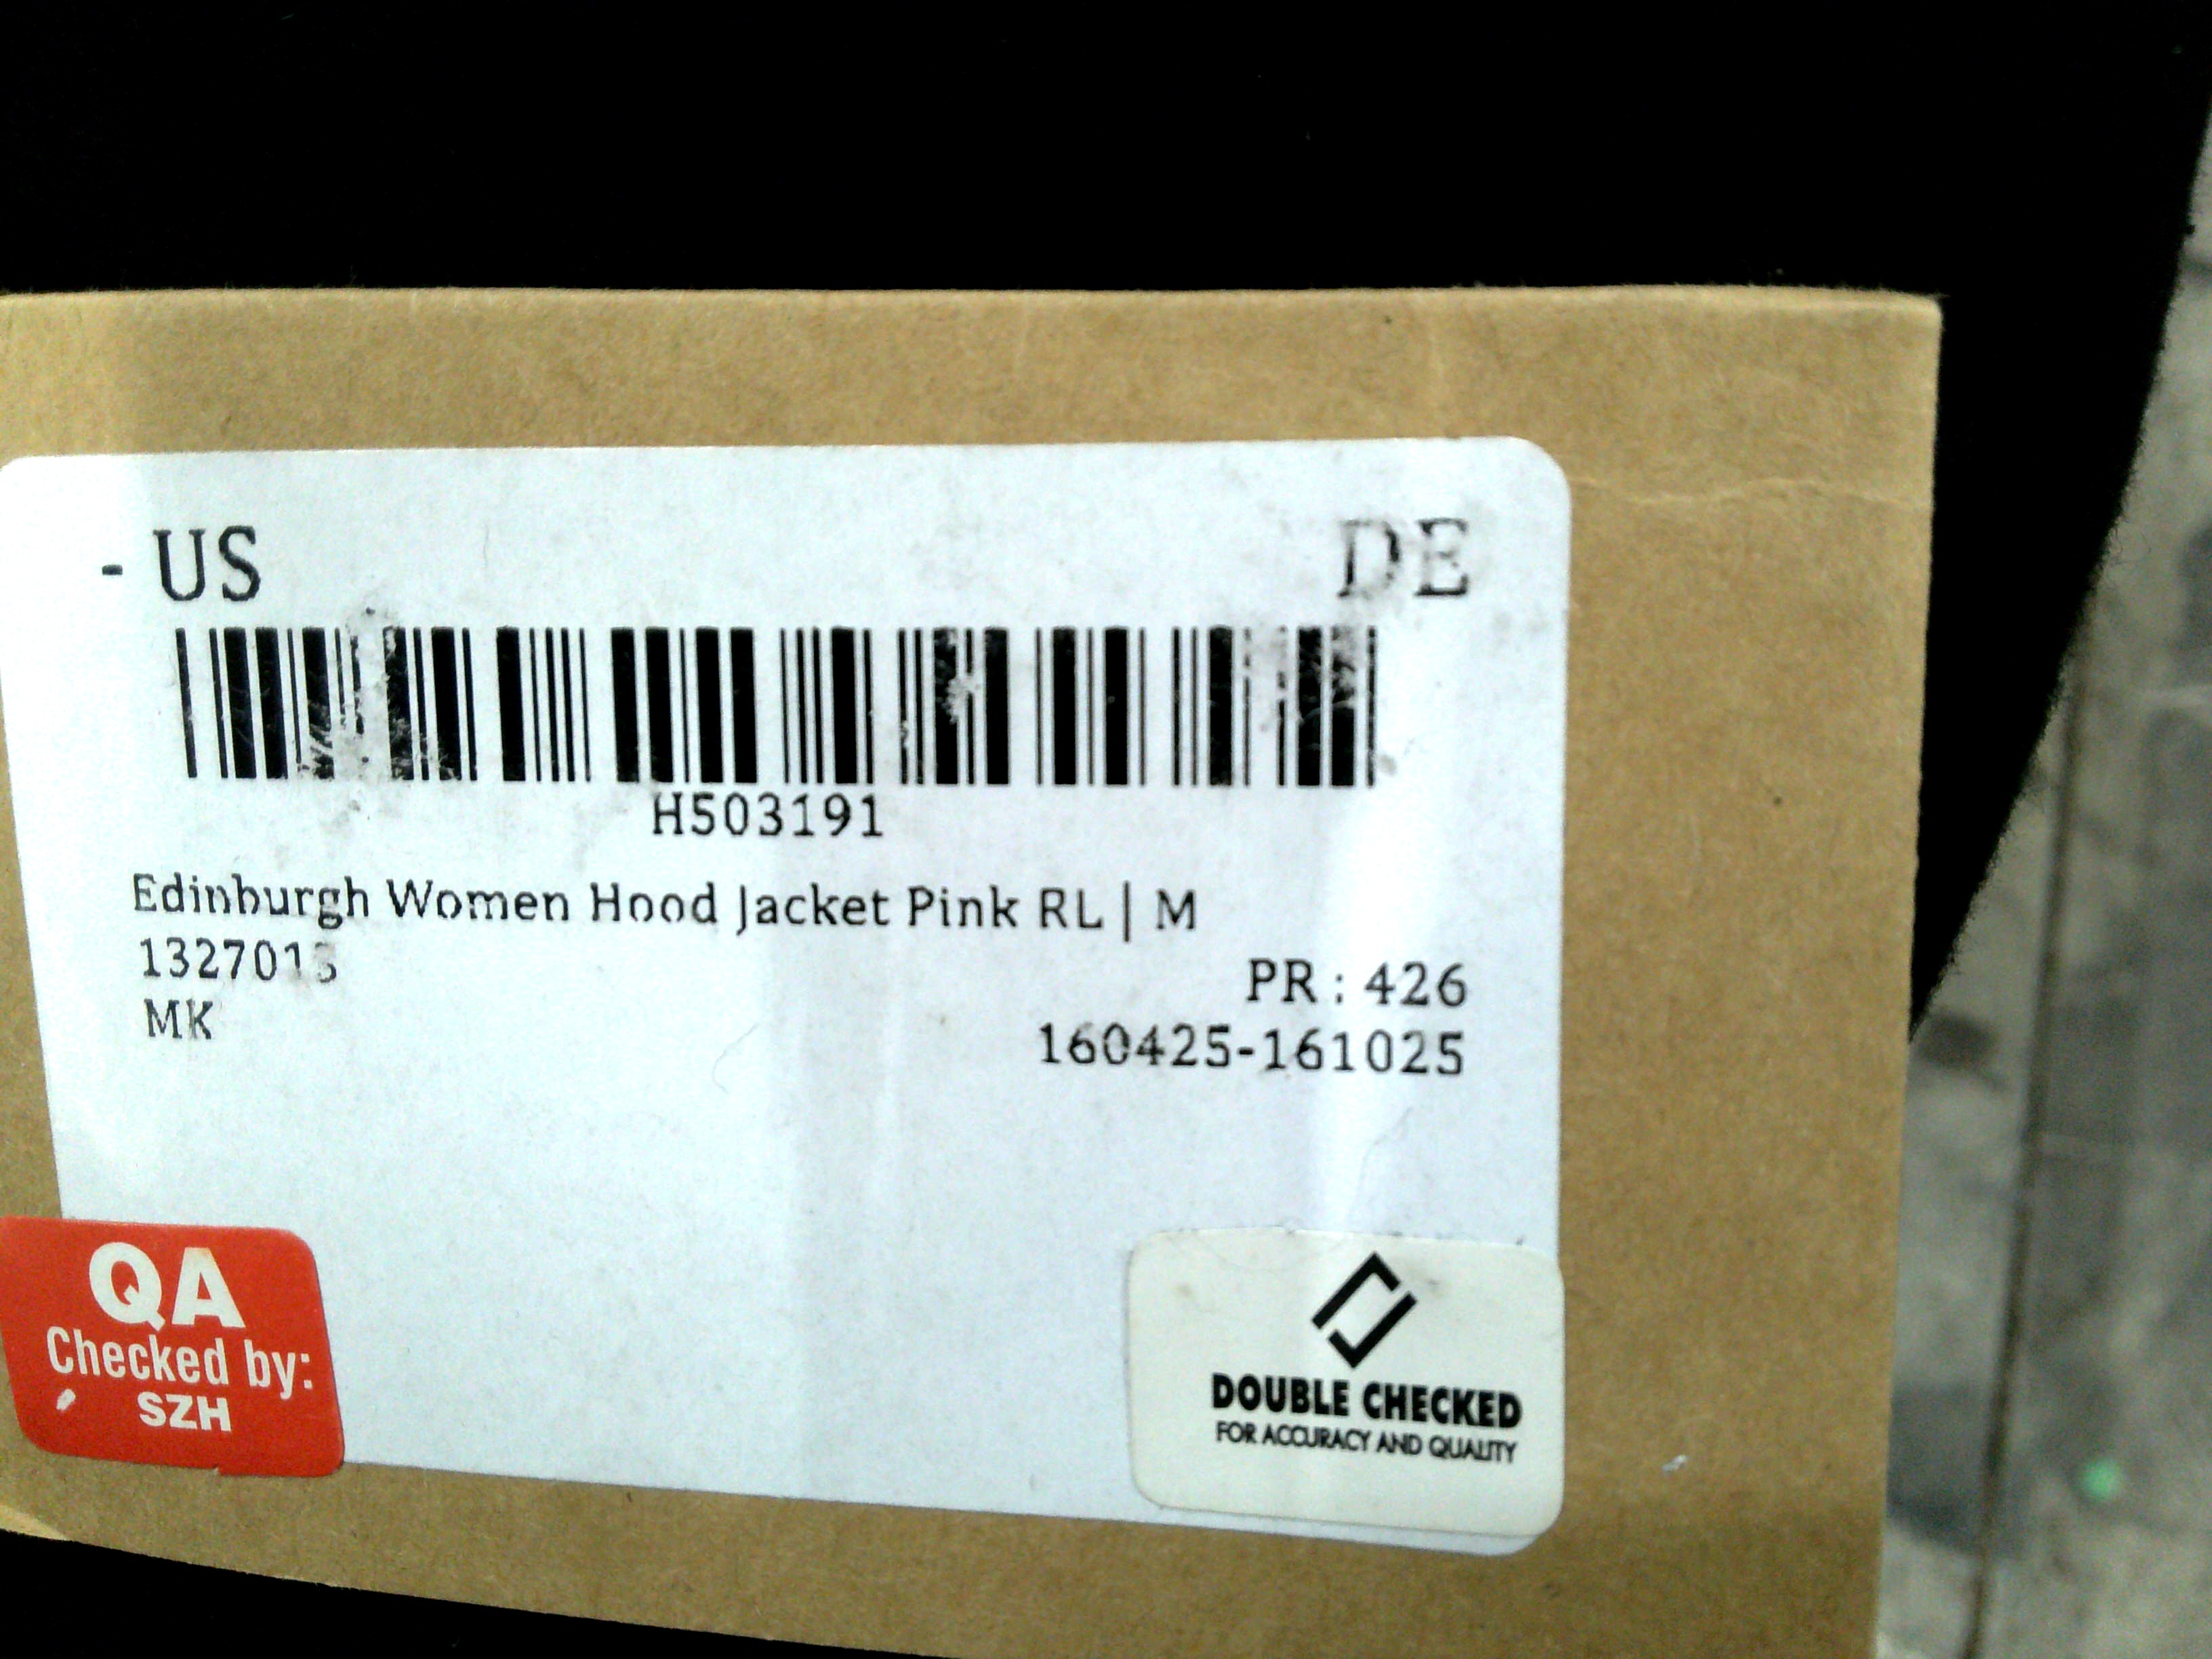 - US
DE
H503191
Edinburgh Women Hood Jacket Pink RL | M
MK
PR : 426
160425-161025
QA
Checked by:
SZH
DOUBLE CHECKED
FOR ACCURACY AND QUALITY